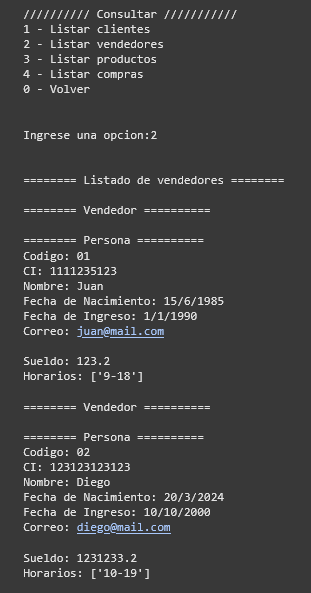 ////////// Consultar ///////////
1 - Listar clientes
2 - Listar vendedores
3 - Listar productos
4 - Listar compras
0 - Volver
Ingrese una opcion:2
======== Listado de vendedores ========
======== Vendedor ==========
======== Persona ==========
Codigo: 01
CI: 1111235123
Nombre: Juan
Fecha de Nacimiento: 15/6/1985
Fecha de Ingreso: 1/1/1990
Correo: juan@mail.com
Sueldo: 123.2
Horarios: ['9-18']
======== Vendedor ==========
======== Persona ==========
Codigo: 02
CI: 123123123123
Nombre: Diego
Fecha de Nacimiento: 20/3/2024
Fecha de Ingreso: 10/10/2000
Correo: diego@mail.com
Sueldo: 1231233.2
Horarios: ['10-19']